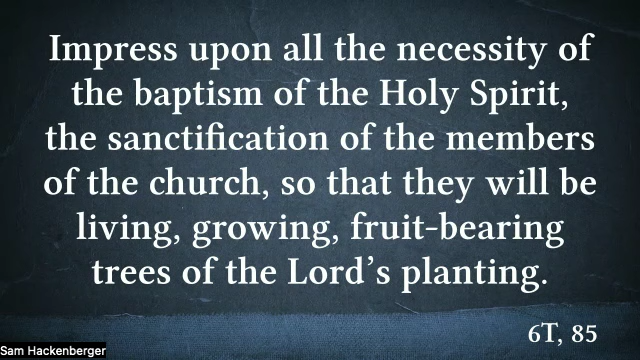 Impress upon all the necessity of
the baptism of the Holy Spirit,
the sanctification of the members
of the church, so that they will be
living, growing, fruit-bearing
trees of the Lord’s planting.
6T, 85
Sam Hackenberger